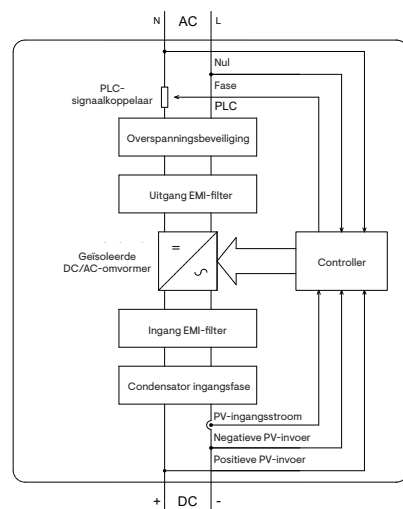 N AC L
Nul
Fase
PLC-
signaalkoppelaar
PLC
Overspanningsbeveiliging
Uitgang EMI-filter
=
Geïsoleerde
DC/AC-omvormer
Controller
Ingang EMI-filter
Condensator ingangsfase
PV-ingangsstroom
Negatieve PV-invoer
Positieve PV-invoer
+ DC -